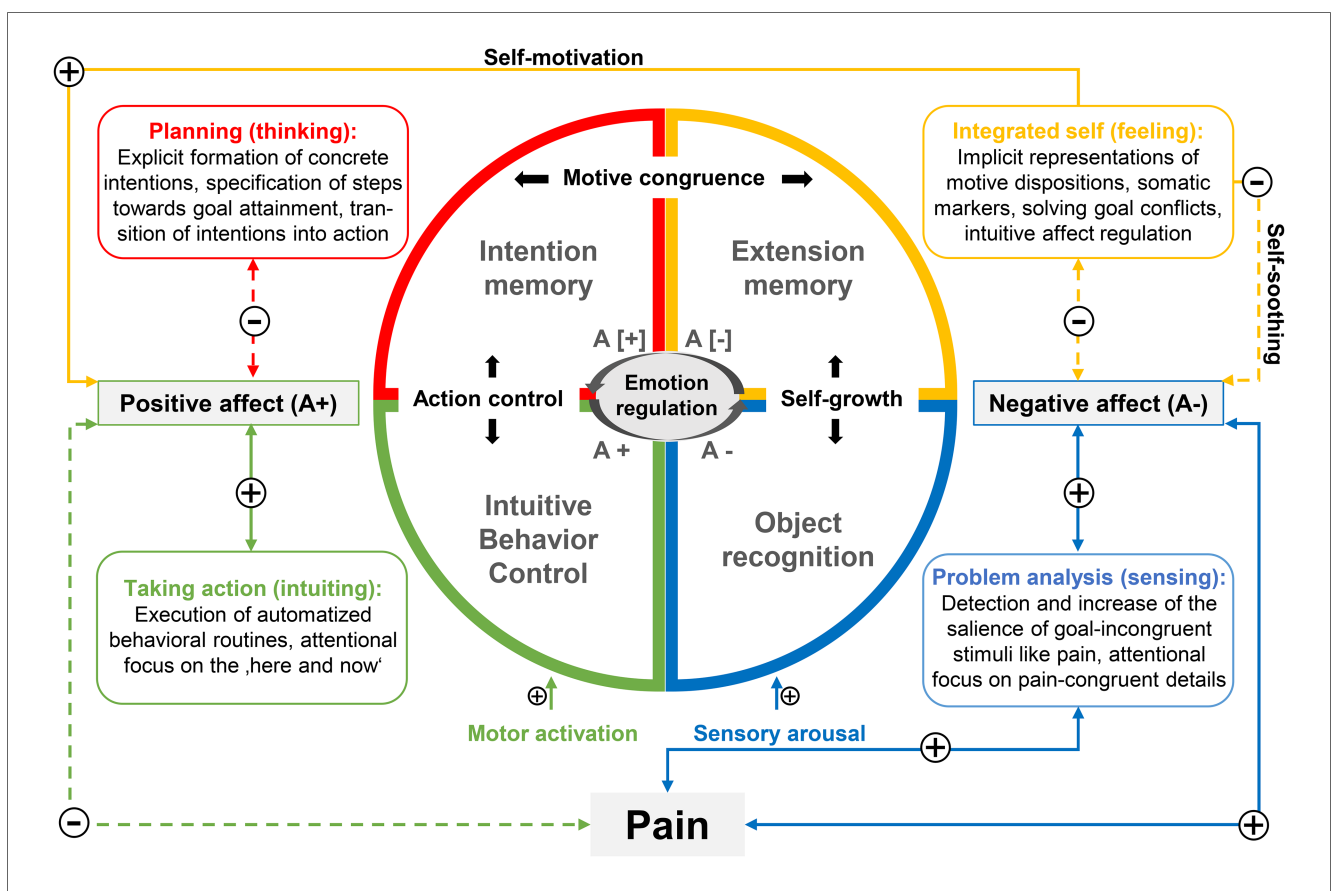 Self-motivation
+
Planning (thinking):
Explicit formation of concrete
intentions, specification of steps
towards goal attainment, tran-
sition of intentions into action
Integrated self (feeling):
Implicit representations of
motive dispositions, somatic
markers, solving goal conflicts,
intuitive affect regulation
-
Self-soothing
Motive congruence
Intention
memory
Extension
memory
-
-
A [+]
A [-]
Positive affect (A+)
Action control
Emotion
regulation
Self-growth
Negative affect (A-)
A +
A -
+
+
Intuitive
Behavior
Control
Object
recognition
Taking action (intuiting):
Execution of automatized
behavioral routines, attentional
focus on the ‚here and now‘
Problem analysis (sensing):
Detection and increase of the
salience of goal-incongruent
stimuli like pain, attentional
focus on pain-congruent details
+
+
Motor activation
Sensory arousal
+
-
Pain
+